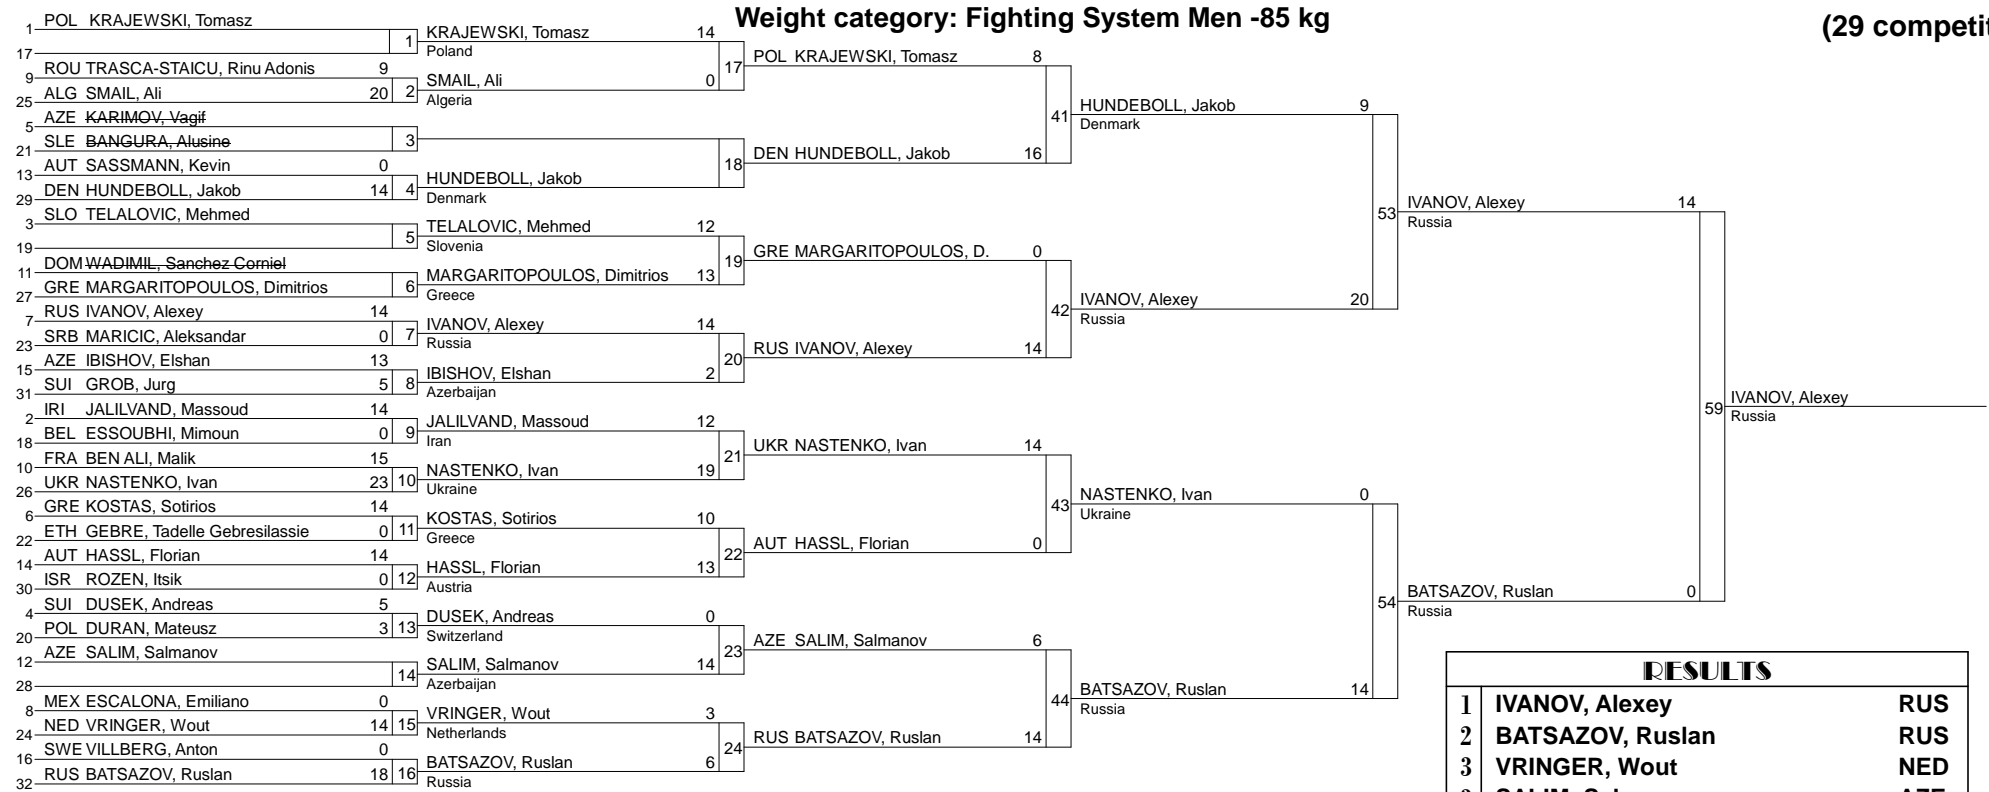 Weight category: Fighting System Men -85 kg
(29 competit
1 POL KRAJEWSKI, Tomasz
17
1
9 ROU TRASCA-STAICU, Rinu Adonis 9
25 ALG SMAIL, Ali 20
2
5 AZE KARIMOV, Vagif
21 SLE BANGURA, Alusine
3
13 AUT SASSMANN, Kevin 0
29 DEN HUNDEBOLL, Jakob 14
4
3 SLO TELALOVIC, Mehmed
19
5
11 DOM WADIMIL, Sanchez Corniel
27 GRE MARGARITOPOULOS, Dimitrios
6
7 RUS IVANOV, Alexey 14
23 SRB MARICIC, Aleksandar 0
7
15 AZE IBISHOV, Elshan 13
31 SUI GROB, Jurg 5
8
2 IRI JALILVAND, Massoud 14
18 BEL ESSOUBHI, Mimoun 0
9
10 FRA BEN ALI, Malik 15
26 UKR NASTENKO, Ivan 23
10
6 GRE KOSTAS, Sotirios 14
22 ETH GEBRE, Tadelle Gebresilassie 0
11
14 AUT HASSL, Florian 14
30 ISR ROZEN, Itsik 0
12
4 SUI DUSEK, Andreas 5
20 POL DURAN, Mateusz 3
13
12 AZE SALIM, Salmanov
28
14
8 MEX ESCALONA, Emiliano 0
24 NED VRINGER, Wout 14
15
16 SWE VILLBERG, Anton 0
32 RUS BATSAZOV, Ruslan 18
16
KRAJEWSKI, Tomasz 14
Poland
SMAIL, Ali 0
Algeria
17
HUNDEBOLL, Jakob
Denmark
18
TELALOVIC, Mehmed 12
Slovenia
MARGARITOPOULOS, Dimitrios 13
Greece
19
IVANOV, Alexey 14
Russia
IBISHOV, Elshan 2
Azerbaijan
20
JALILVAND, Massoud 12
Iran
NASTENKO, Ivan 19
Ukraine
21
KOSTAS, Sotirios 10
Greece
HASSL, Florian 13
Austria
22
DUSEK, Andreas 0
Switzerland
SALIM, Salmanov 14
Azerbaijan
23
VRINGER, Wout 3
Netherlands
BATSAZOV, Ruslan 6
Russia
24
POL KRAJEWSKI, Tomasz 8
DEN HUNDEBOLL, Jakob 16
41
GRE MARGARITOPOULOS, D. 0
RUS IVANOV, Alexey 14
42
UKR NASTENKO, Ivan 14
AUT HASSL, Florian 0
43
AZE SALIM, Salmanov 6
RUS BATSAZOV, Ruslan 14
44
HUNDEBOLL, Jakob 9
Denmark
IVANOV, Alexey 20
Russia
53
NASTENKO, Ivan 0
Ukraine
BATSAZOV, Ruslan 14
Russia
54
IVANOV, Alexey 14
Russia
BATSAZOV, Ruslan 0
Russia
59
IVANOV, Alexey
Russia
RESULTS
1 IVANOV, Alexey RUS
2 BATSAZOV, Ruslan RUS
3 VRINGER, Wout NED